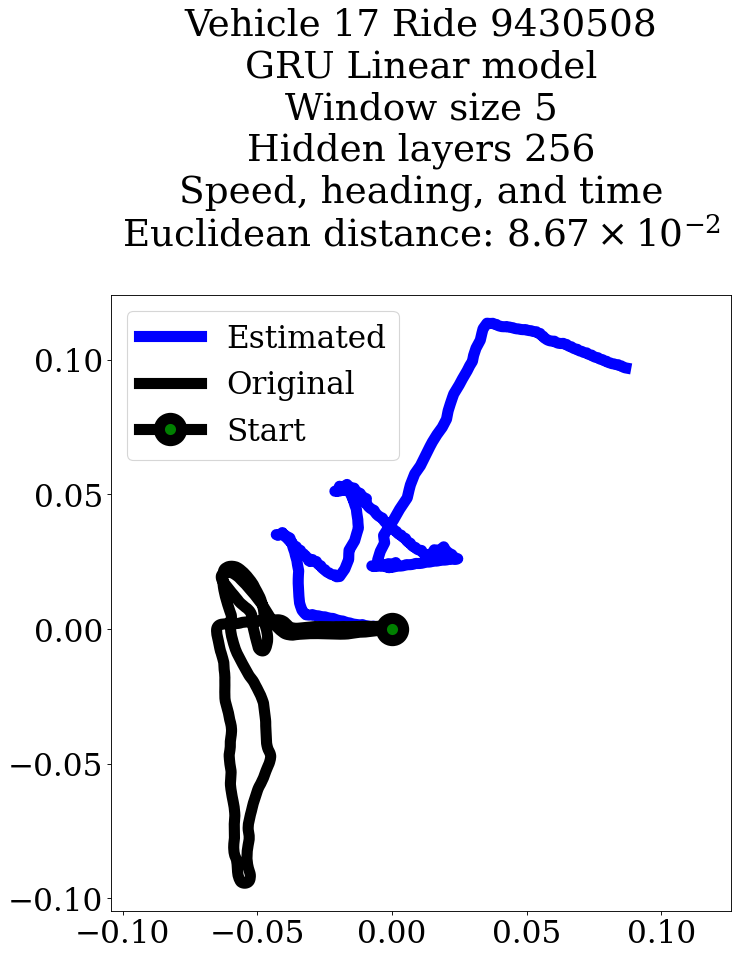 Vehicle 17 Ride 9430508
GRU Linear model
Window size 5
Hidden layers 256
Speed, heading, and time
Euclidean distance: 8.67 × 10⁻²
Estimated
Original
Start
0.10
0.05
0.00
−0.05
−0.10
−0.10 −0.05 0.00 0.05 0.10